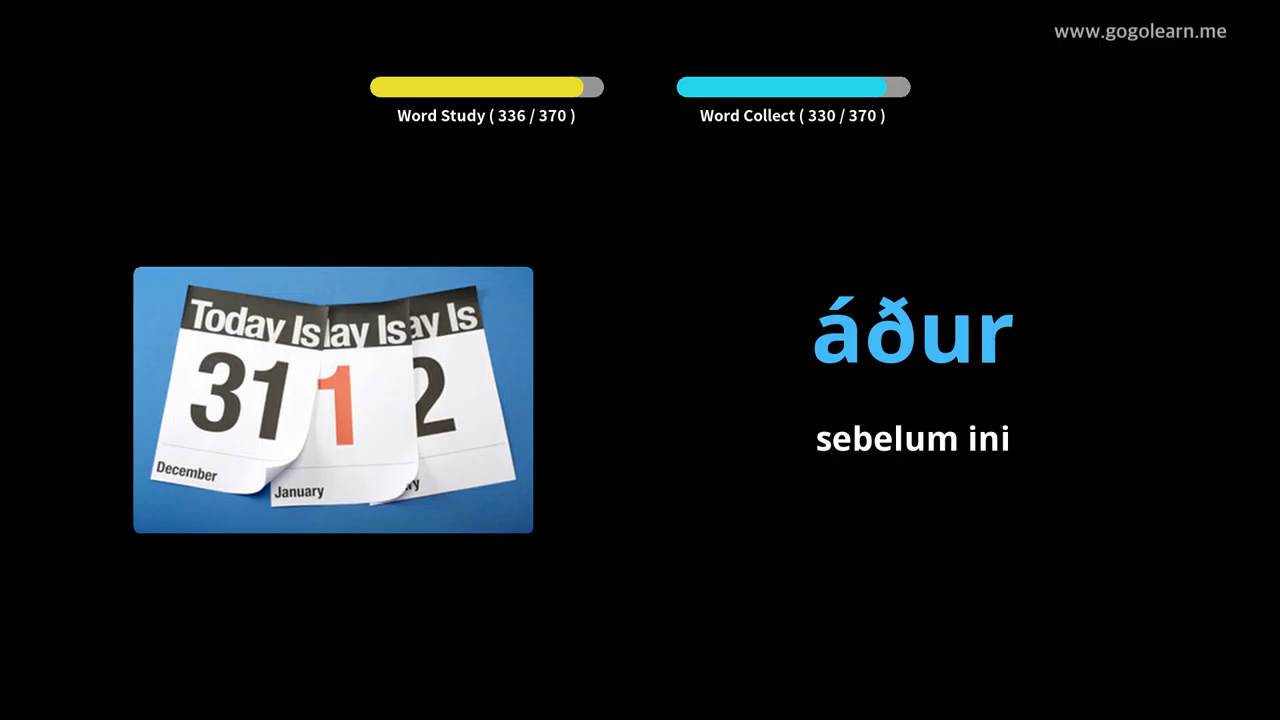 www.gogolearn.me
Word Study ( 336 / 370 )
Word Collect ( 330 / 370 )
Today Is
ay Is
ay Is
31
1
2
December
January
ry
áður
sebelum ini